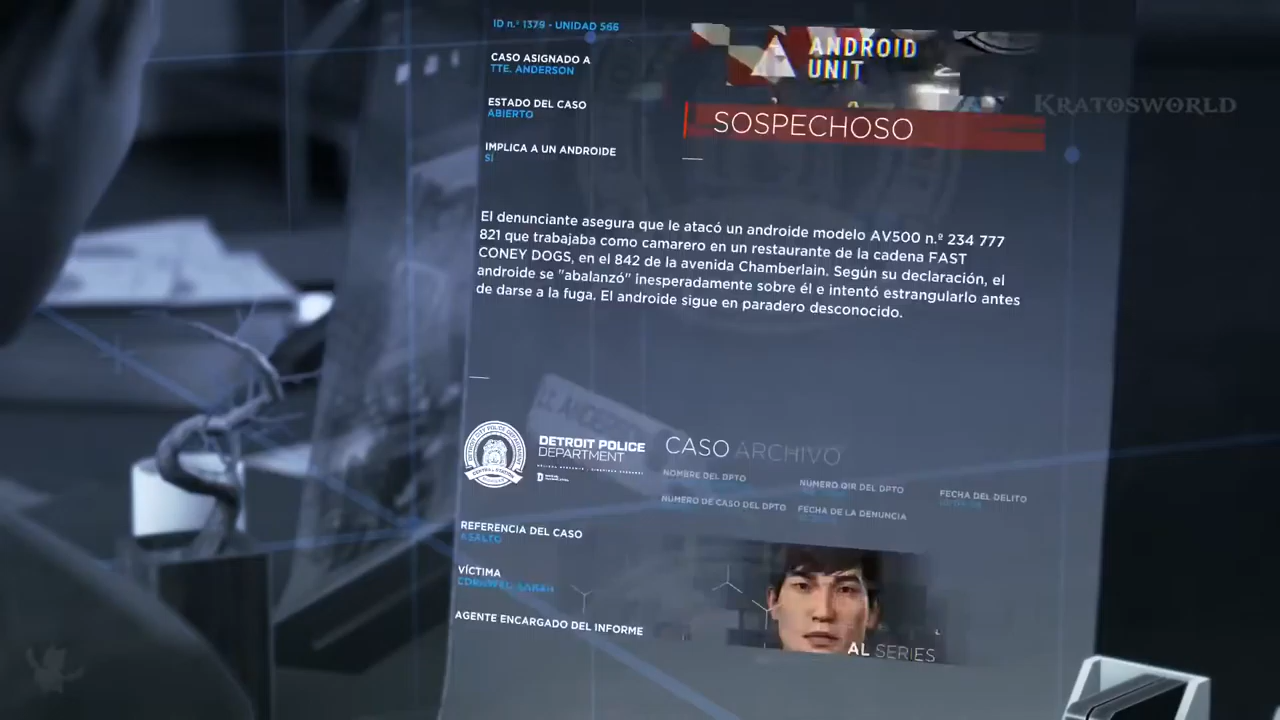 ID n.º 1379 - UNIDAD 566
CASO ASIGNADO A
TTE. ANDERSON
ESTADO DEL CASO
ABIERTO
IMPLICA A UN ANDROIDE
SÍ
ANDROID
UNIT
SOSPECHOSO
KRATOSWORLD
El denunciante asegura que le atacó un androide modelo AV500 n.º 234 777
821 que trabajaba como camarero en un restaurante de la cadena FAST
CONEY DOGS, en el 842 de la avenida Chamberlain. Según su declaración, el
androide se "abalanzó" inesperadamente sobre él e intentó estrangularlo antes
de darse a la fuga. El androide sigue en paradero desconocido.
DETROIT POLICE
DEPARTMENT
CENTRAL STATION
CASO ARCHIVO
NOMBRE DEL DPTO
NÚMERO QIR DEL DPTO
FECHA DEL DELITO
NÚMERO DE CASO DEL DPTO
FECHA DE LA DENUNCIA
REFERENCIA DEL CASO
ASALTO
VÍCTIMA
AGENTE ENCARGADO DEL INFORME
AL SERIES